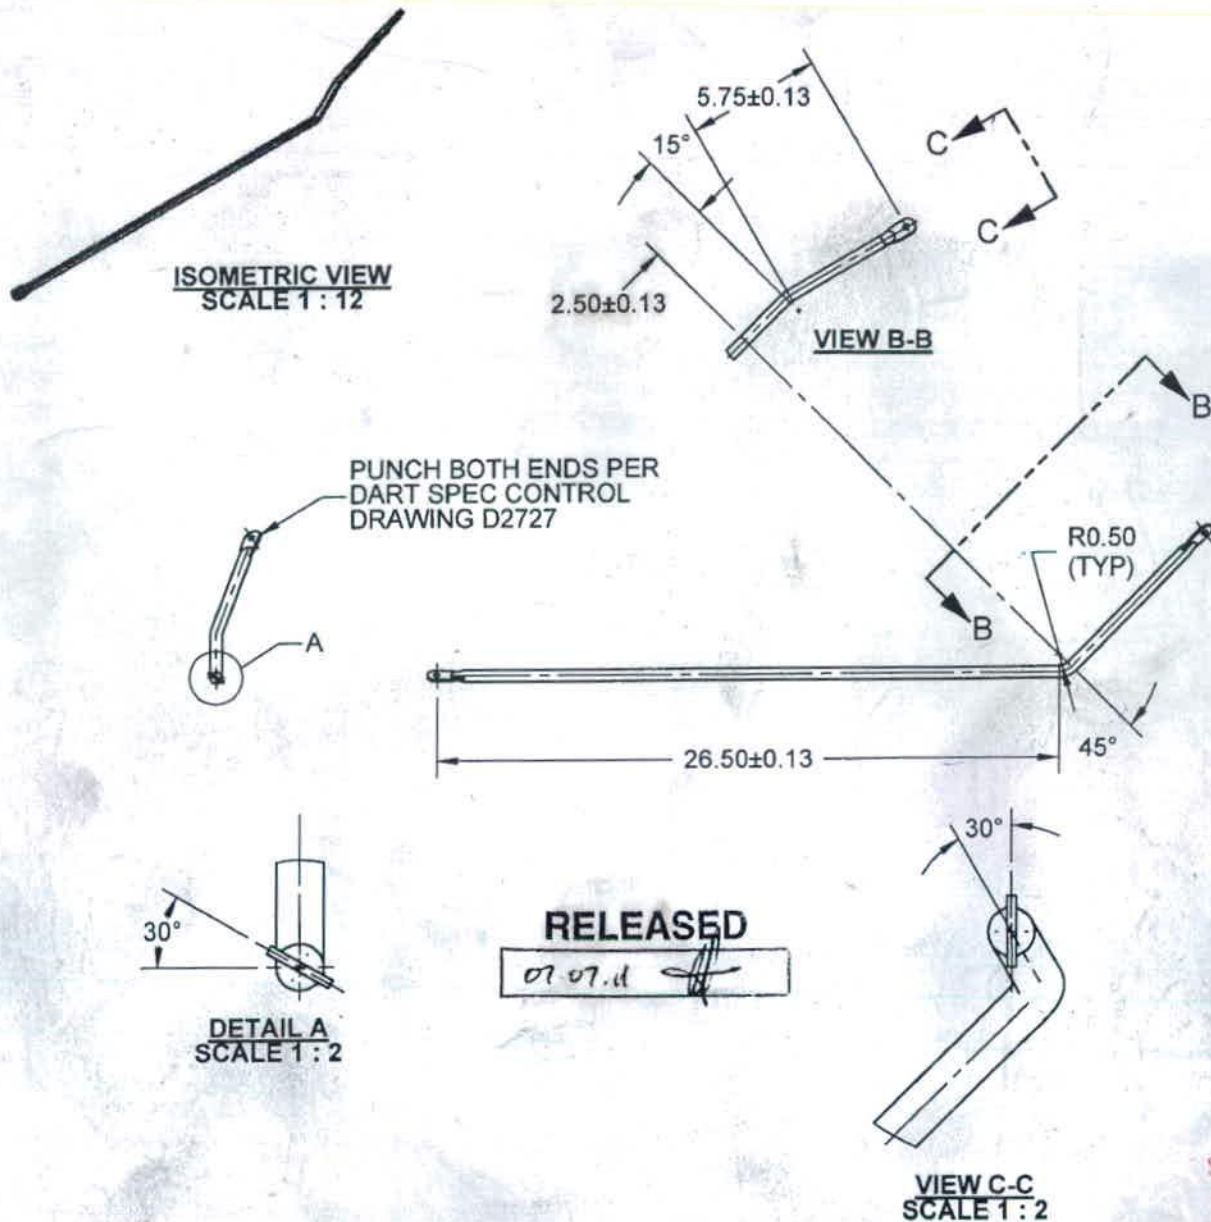 5.75±0.13
15°
C
C
2.50±0.13
ISOMETRIC VIEW
SCALE 1 : 12
VIEW B-B
B
PUNCH BOTH ENDS PER
DART SPEC CONTROL
DRAWING D2727
R0.50
(TYP)
B
A
26.50±0.13
45°
30°
30°
RELEASED
07.07.11
DETAIL A
SCALE 1 : 2
VIEW C-C
SCALE 1 : 2